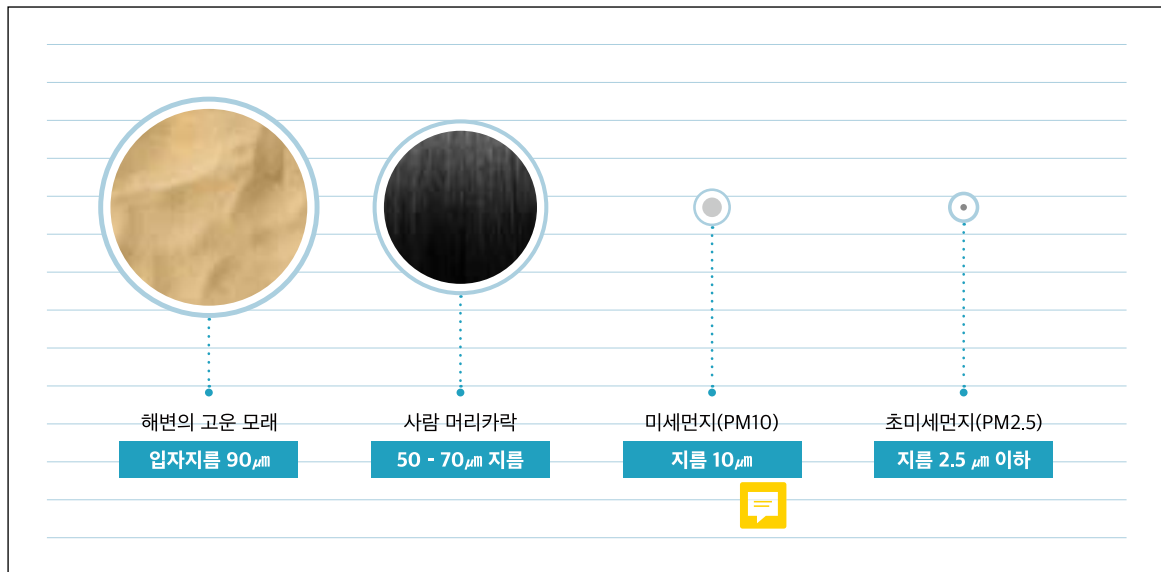 해변의 고운 모래
입자지름 90㎛
사람 머리카락
50 - 70㎛ 지름
미세먼지(PM10)
지름 10㎛
초미세먼지(PM2.5)
지름 2.5 ㎛ 이하